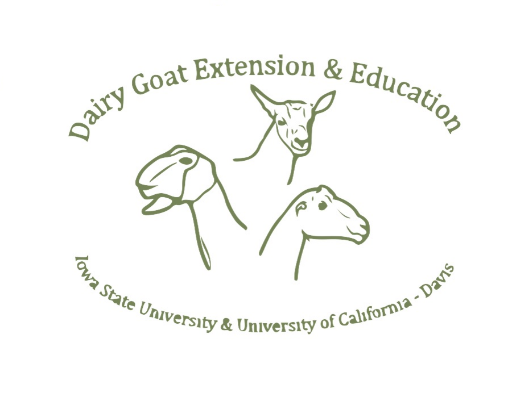 Dairy Goat Extension & Education
Iowa State University & University of California - Davis